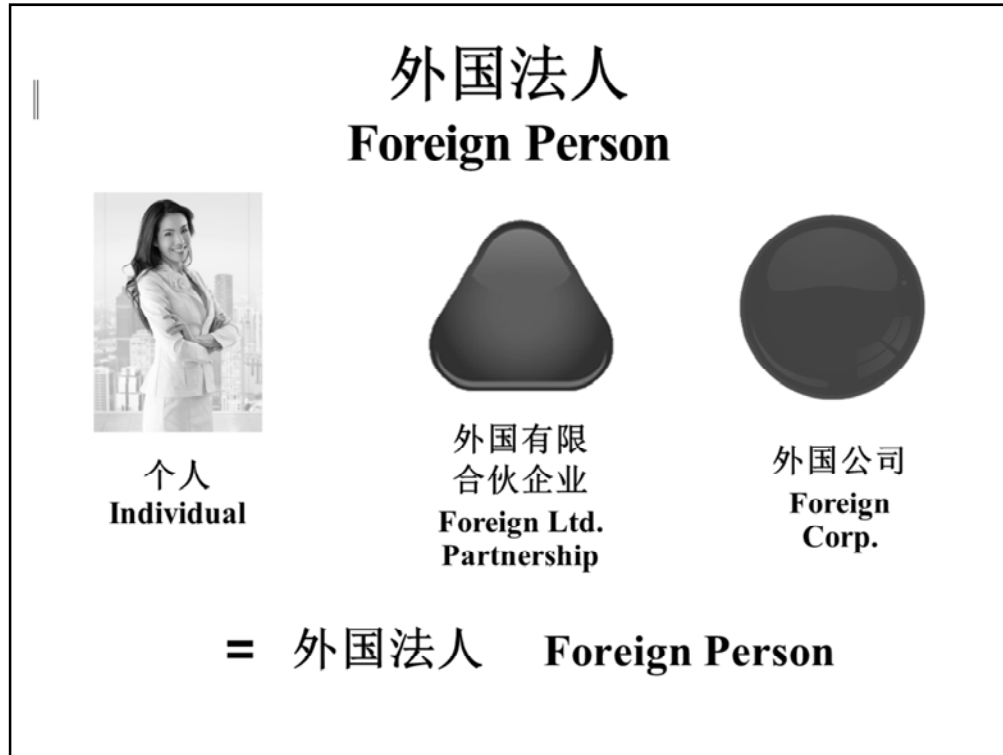 外国法人
Foreign Person
个人
Individual
外国有限
合伙企业
Foreign Ltd.
Partnership
外国公司
Foreign
Corp.
= 外国法人 Foreign Person